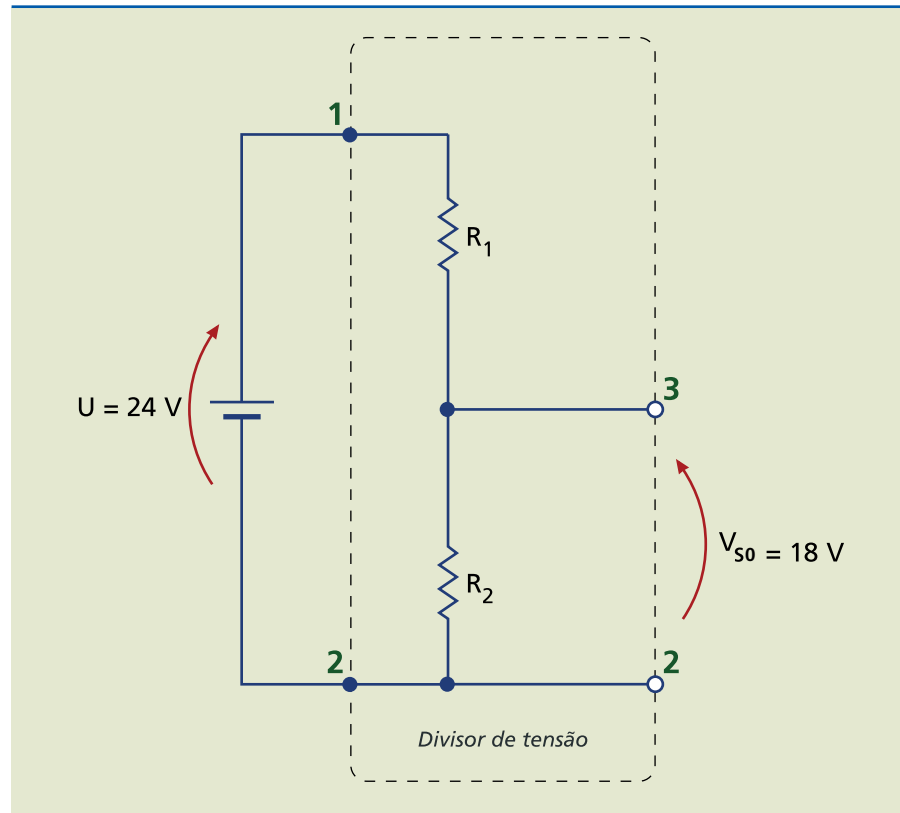 1
R1
3
U = 24 V
VS0 = 18 V
R2
2
2
Divisor de tensão